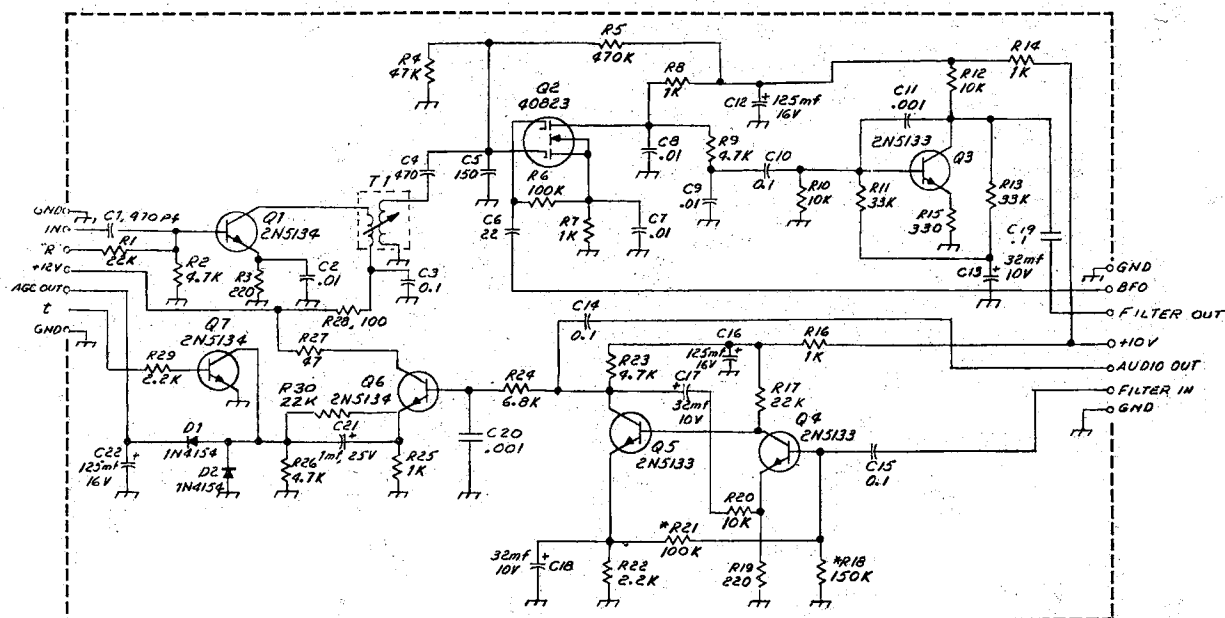 R5
470K
R4
47K
R8
1K
R14
1K
R12
10K
Q2
40823
C12
+
125mf
16V
C11
.001
2N5133
Q3
C8
.01
R9
4.7K
C4
470
C5
150
T1
R6
100K
C10
0.1
R10
10K
R11
33K
R13
33K
R15
330
C9
.01
C6
22
R7
1K
C7
.01
C19
.1
32mf
10V
C13
+
GND
C1, 470 Pf
IN
Q1
2N5134
"R"
R1
22K
+12V
R2
4.7K
R3
220
C2
.01
C3
0.1
AGC OUT
R28, 100
t
GND
GND
BFO
FILTER OUT
+10V
AUDIO OUT
FILTER IN
GND
Q7
2N5134
R27
47
C14
0.1
C16
125mf
16V
+
R16
1K
R29
2.2K
R23
4.7K
C17
+
32mf
10V
R17
22K
Q6
2N5134
R24
6.8K
R30
22K
Q4
2N5133
Q5
2N5133
D1
1N4154
C21
+
1mf, 25V
C20
.001
C15
0.1
C22
125mf
16V
+
D2
1N4154
R26
4.7K
R25
1K
R20
10K
*R21
100K
32mf
10V
+
C18
R22
2.2K
R19
220
*R18
150K